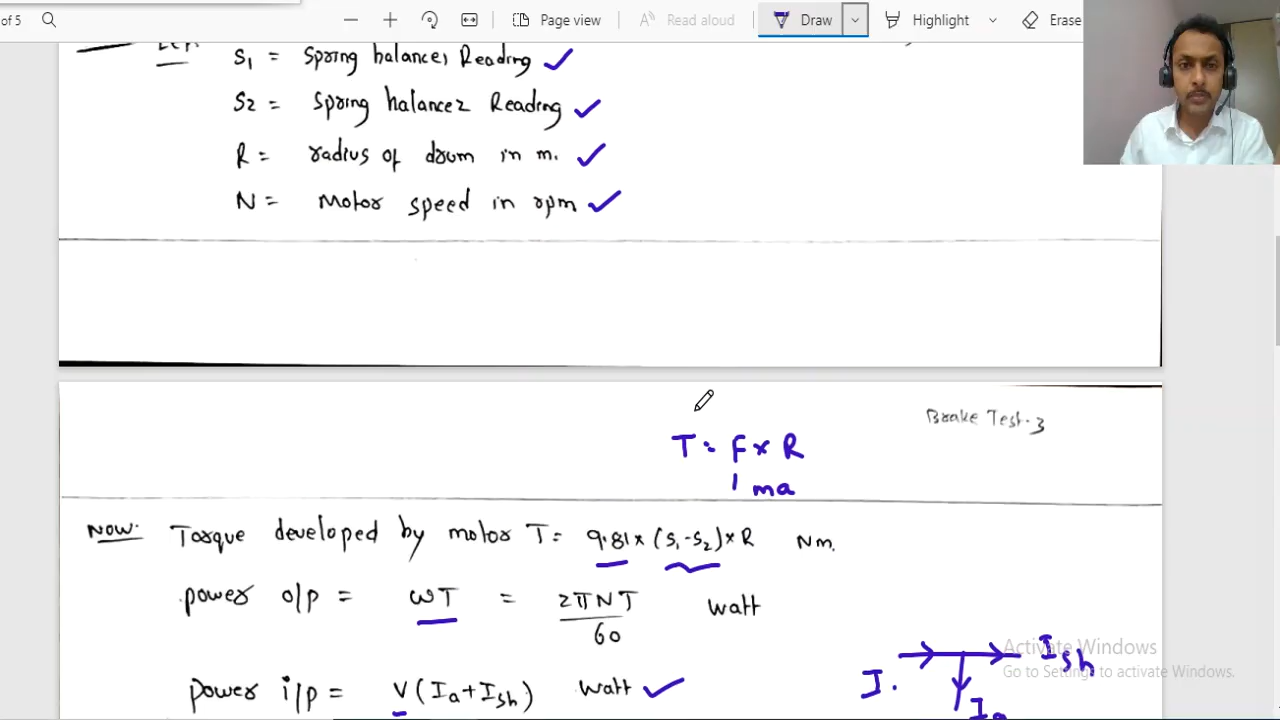 of 5 Page view Read aloud Draw Highlight Erase
S1 = Spring balance1 Reading
S2 = Spring balance2 Reading
R = radius of drum in m.
N = Motor speed in rpm
Brake Test-3
T = F x R
ma
Now. Torque developed by motor T = 9.81 x (S1-S2) x R Nm.
power o/p = ωT = 2πNT / 60 watt
Activate Windows
Go to Settings to activate Windows.
Ish
I.
power i/p = V (Ia + Ish) watt
Ia